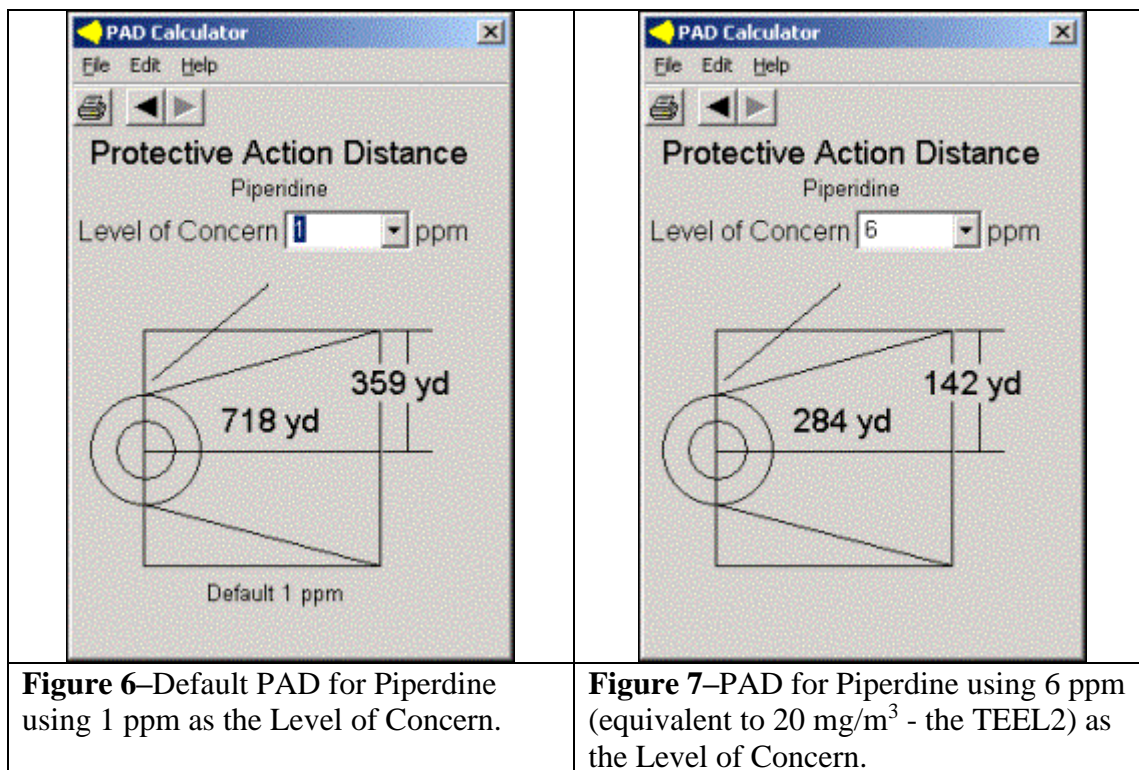 PAD Calculator
File Edit Help
Protective Action Distance
Piperidine
Level of Concern 1 ppm
359 yd
718 yd
Default 1 ppm
Figure 6–Default PAD for Piperdine
using 1 ppm as the Level of Concern.
PAD Calculator
File Edit Help
Protective Action Distance
Piperidine
Level of Concern 6 ppm
142 yd
284 yd
Figure 7–PAD for Piperdine using 6 ppm
(equivalent to 20 mg/m³ - the TEEL2) as
the Level of Concern.